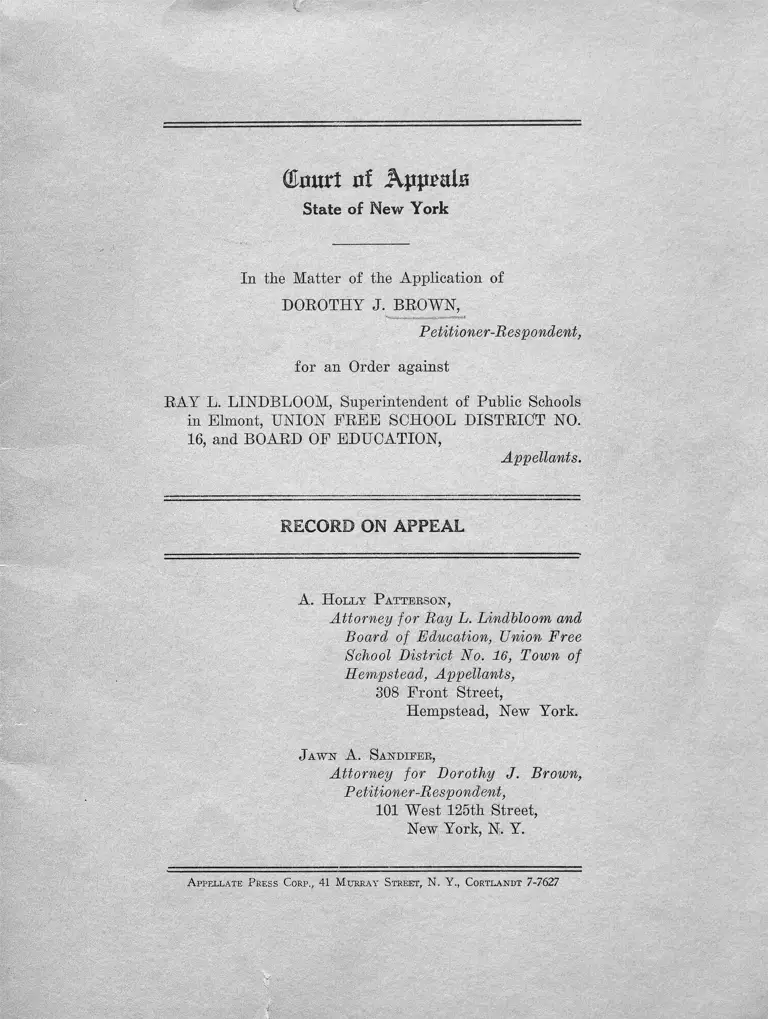 Court of Appeals
State of New York
In the Matter of the Application of
DOROTHY J. BROWN,
Petitioner-Respondent,
for an Order against
RAY L. LINDBLOOM, Superintendent of Public Schools
in Elmont, UNION FREE SCHOOL DISTRICT NO.
16, and BOARD OF EDUCATION,
Appellants.
RECORD ON APPEAL
A. Holly Patterson,
Attorney for Ray L. Lindbloom and
Board of Education, Union Free
School District No. 16, Town of
Hempstead, Appellants,
308 Front Street,
Hempstead, New York.
Jawn A. Sandifer,
Attorney for Dorothy J. Brown,
Petitioner-Respondent,
101 West 125th Street,
New York, N. Y.
Appellate Press Corp., 41 Murray Street, N. Y., Cortlandt 7-7627